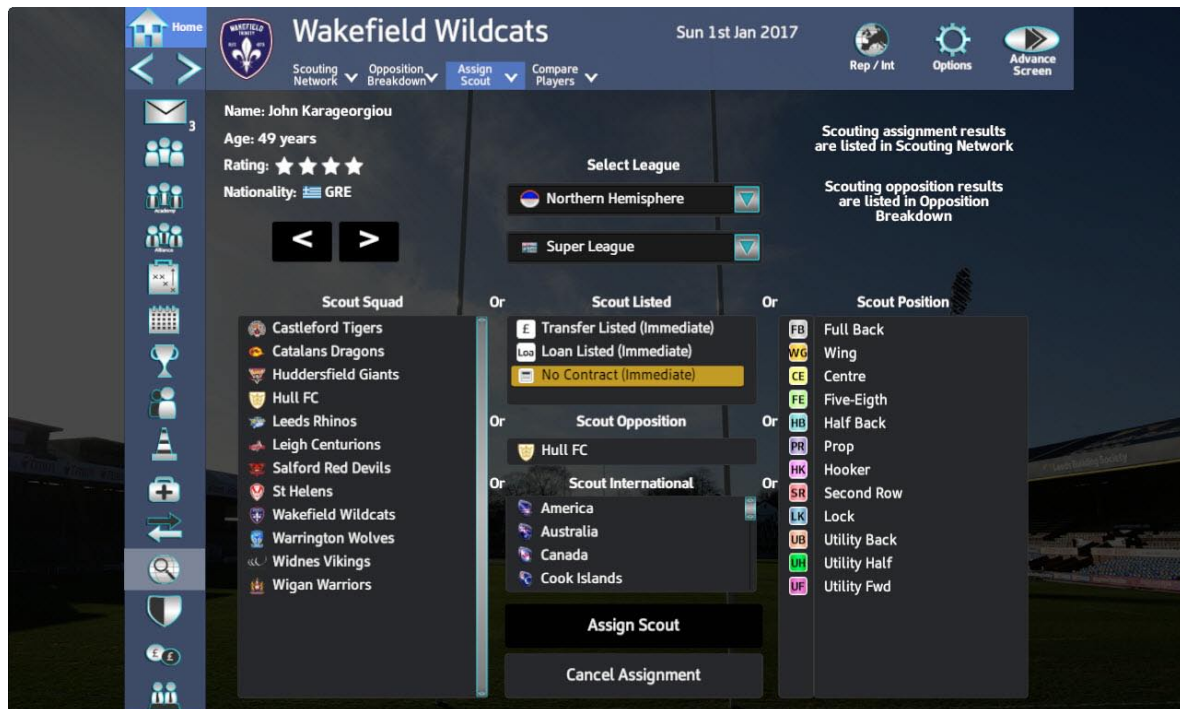 Home
Wakefield Wildcats
Sun 1st Jan 2017
Rep / Int
Options
Advance Screen
Scouting Network
Opposition Breakdown
Assign Scout
Compare Players
3
Academy
Alliance
WAKEFIELD
TRINITY
Name: John Karageorgiou
Age: 49 years
Rating:
Nationality: GRE
< >
Select League
Northern Hemisphere
Super League
Scouting assignment results
are listed in Scouting Network
Scouting opposition results
are listed in Opposition
Breakdown
Scout Squad
Castleford Tigers
Catalans Dragons
Huddersfield Giants
Hull FC
Leeds Rhinos
Leigh Centurions
Salford Red Devils
St Helens
Wakefield Wildcats
Warrington Wolves
Widnes Vikings
Wigan Warriors
Or
Scout Listed
£ Transfer Listed (Immediate)
Loa Loan Listed (Immediate)
No Contract (Immediate)
Or
Scout Opposition
Hull FC
Or
Scout International
America
Australia
Canada
Cook Islands
Assign Scout
Cancel Assignment
Or
Or
Or
Scout Position
FB Full Back
WG Wing
CE Centre
FE Five-Eigth
HB Half Back
PR Prop
HK Hooker
SR Second Row
LK Lock
UB Utility Back
UH Utility Half
UF Utility Fwd